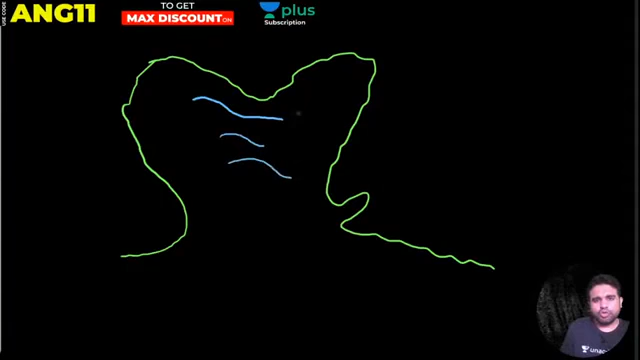 USE CODE
ANG11
TO GET
MAX DISCOUNT ON
plus
Subscription